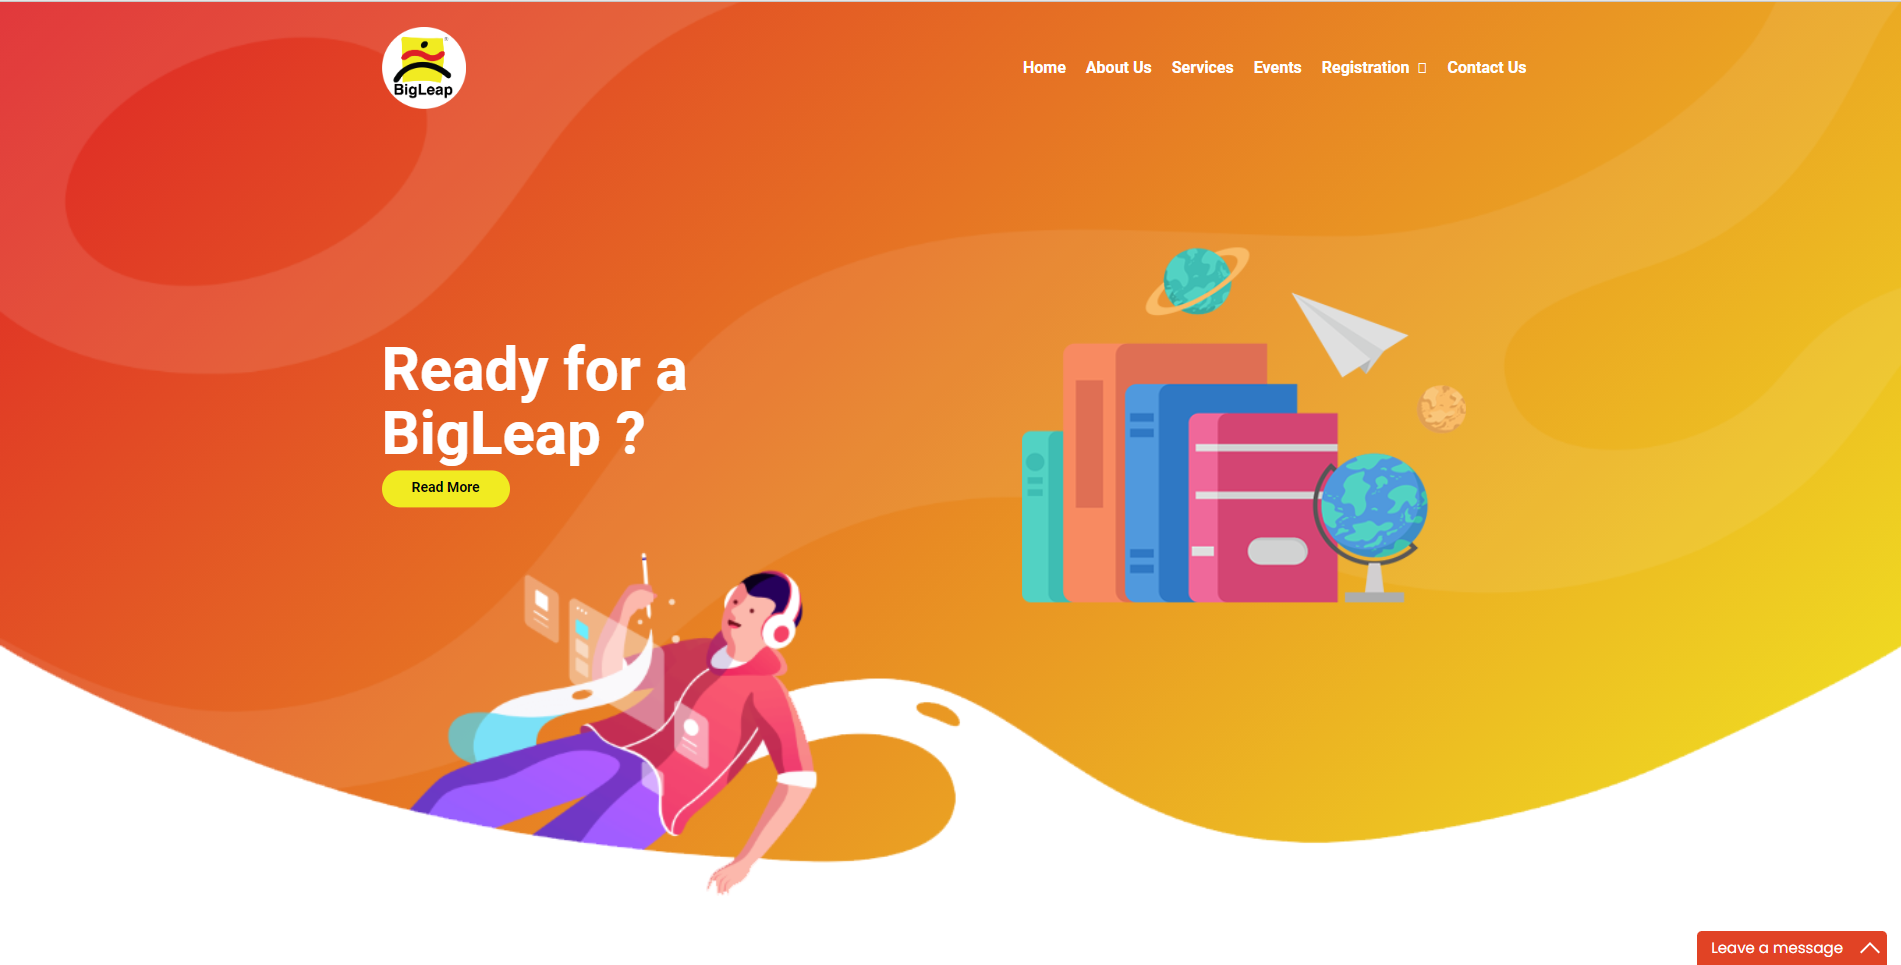 BigLeap
Home About Us Services Events Registration Contact Us
Ready for a
BigLeap ?
Read More
Leave a message